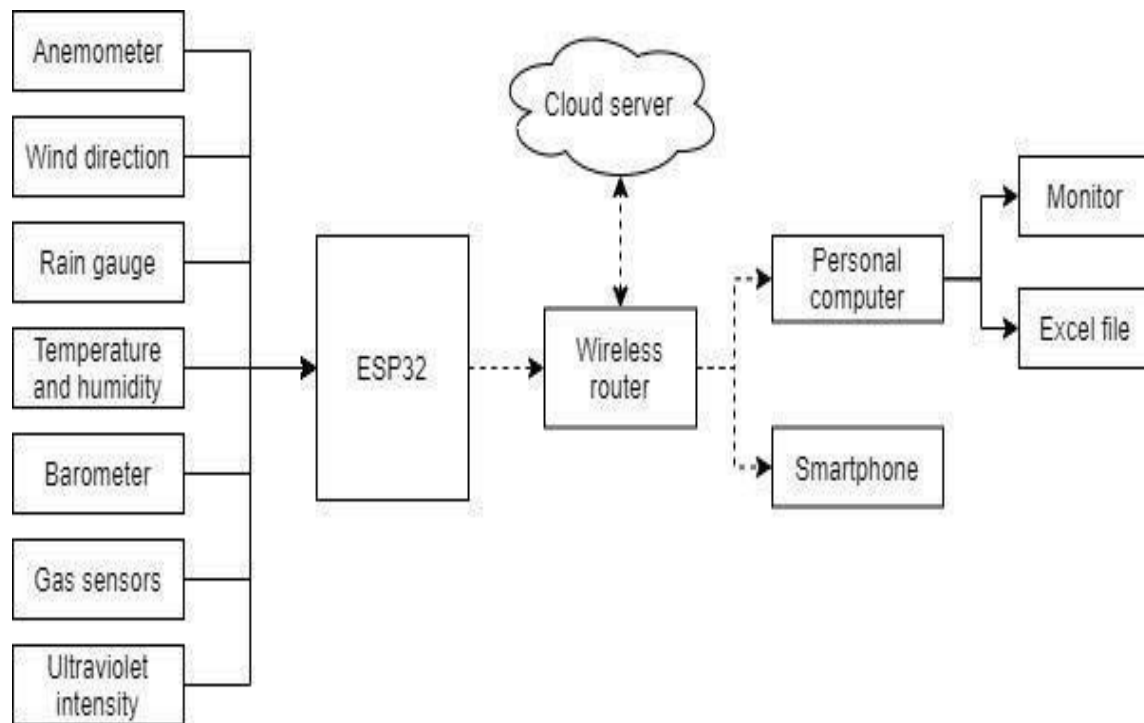 Anemometer
Wind direction
Rain gauge
Temperature
and humidity
Barometer
Gas sensors
Ultraviolet
intensity
ESP32
Cloud server
Wireless
router
Personal
computer
Smartphone
Monitor
Excel file